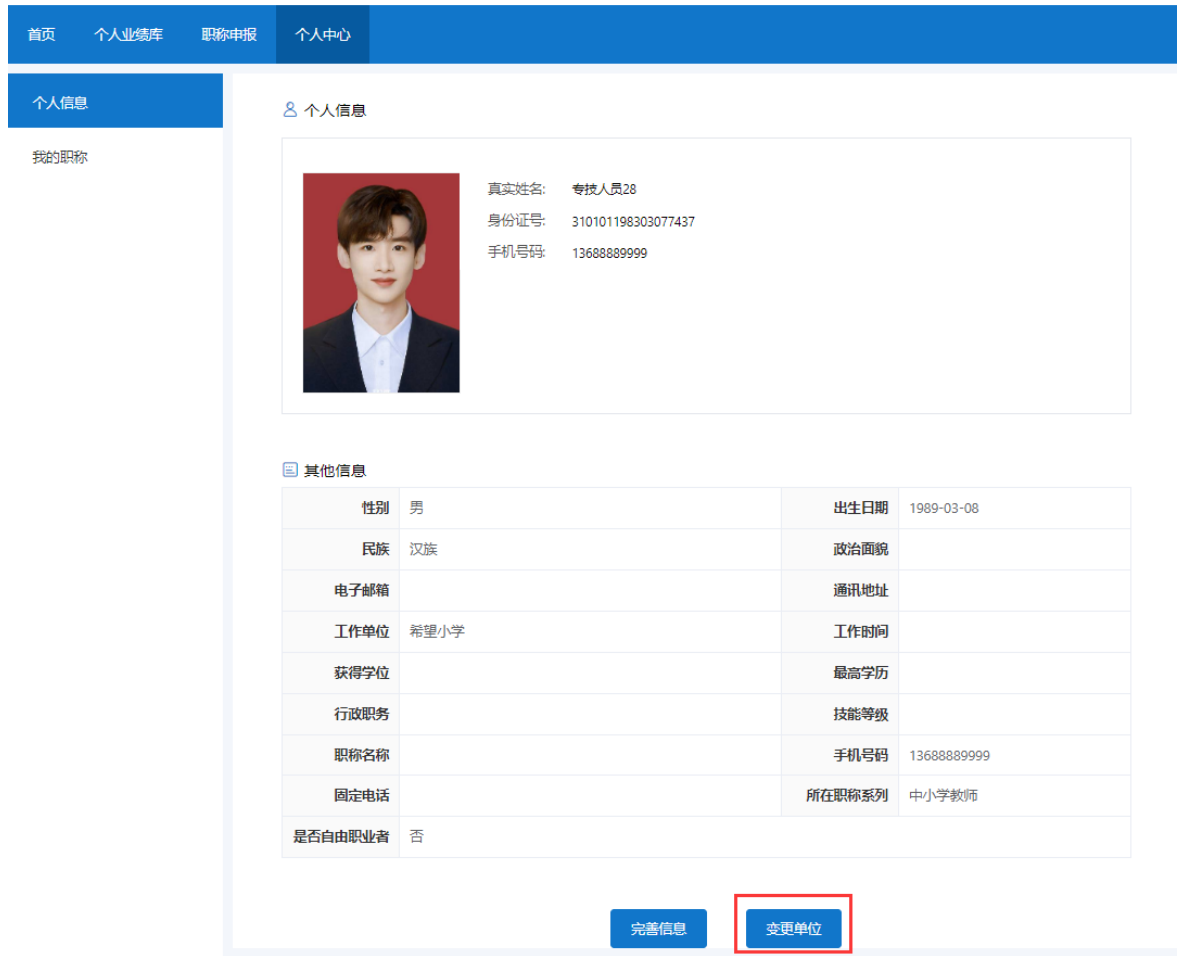 首页 个人业绩库 职称申报 个人中心
个人信息
我的职称
个人信息
真实姓名: 专技人员28
身份证号: 310101198303077437
手机号码: 13688889999
其他信息
性别 男 出生日期 1989-03-08
民族 汉族 政治面貌
电子邮箱 通讯地址
工作单位 希望小学 工作时间
获得学位 最高学历
行政职务 技能等级
职称名称 手机号码 13688889999
固定电话 所在职称系列 中小学教师
是否自由职业者 否
完善信息 变更单位